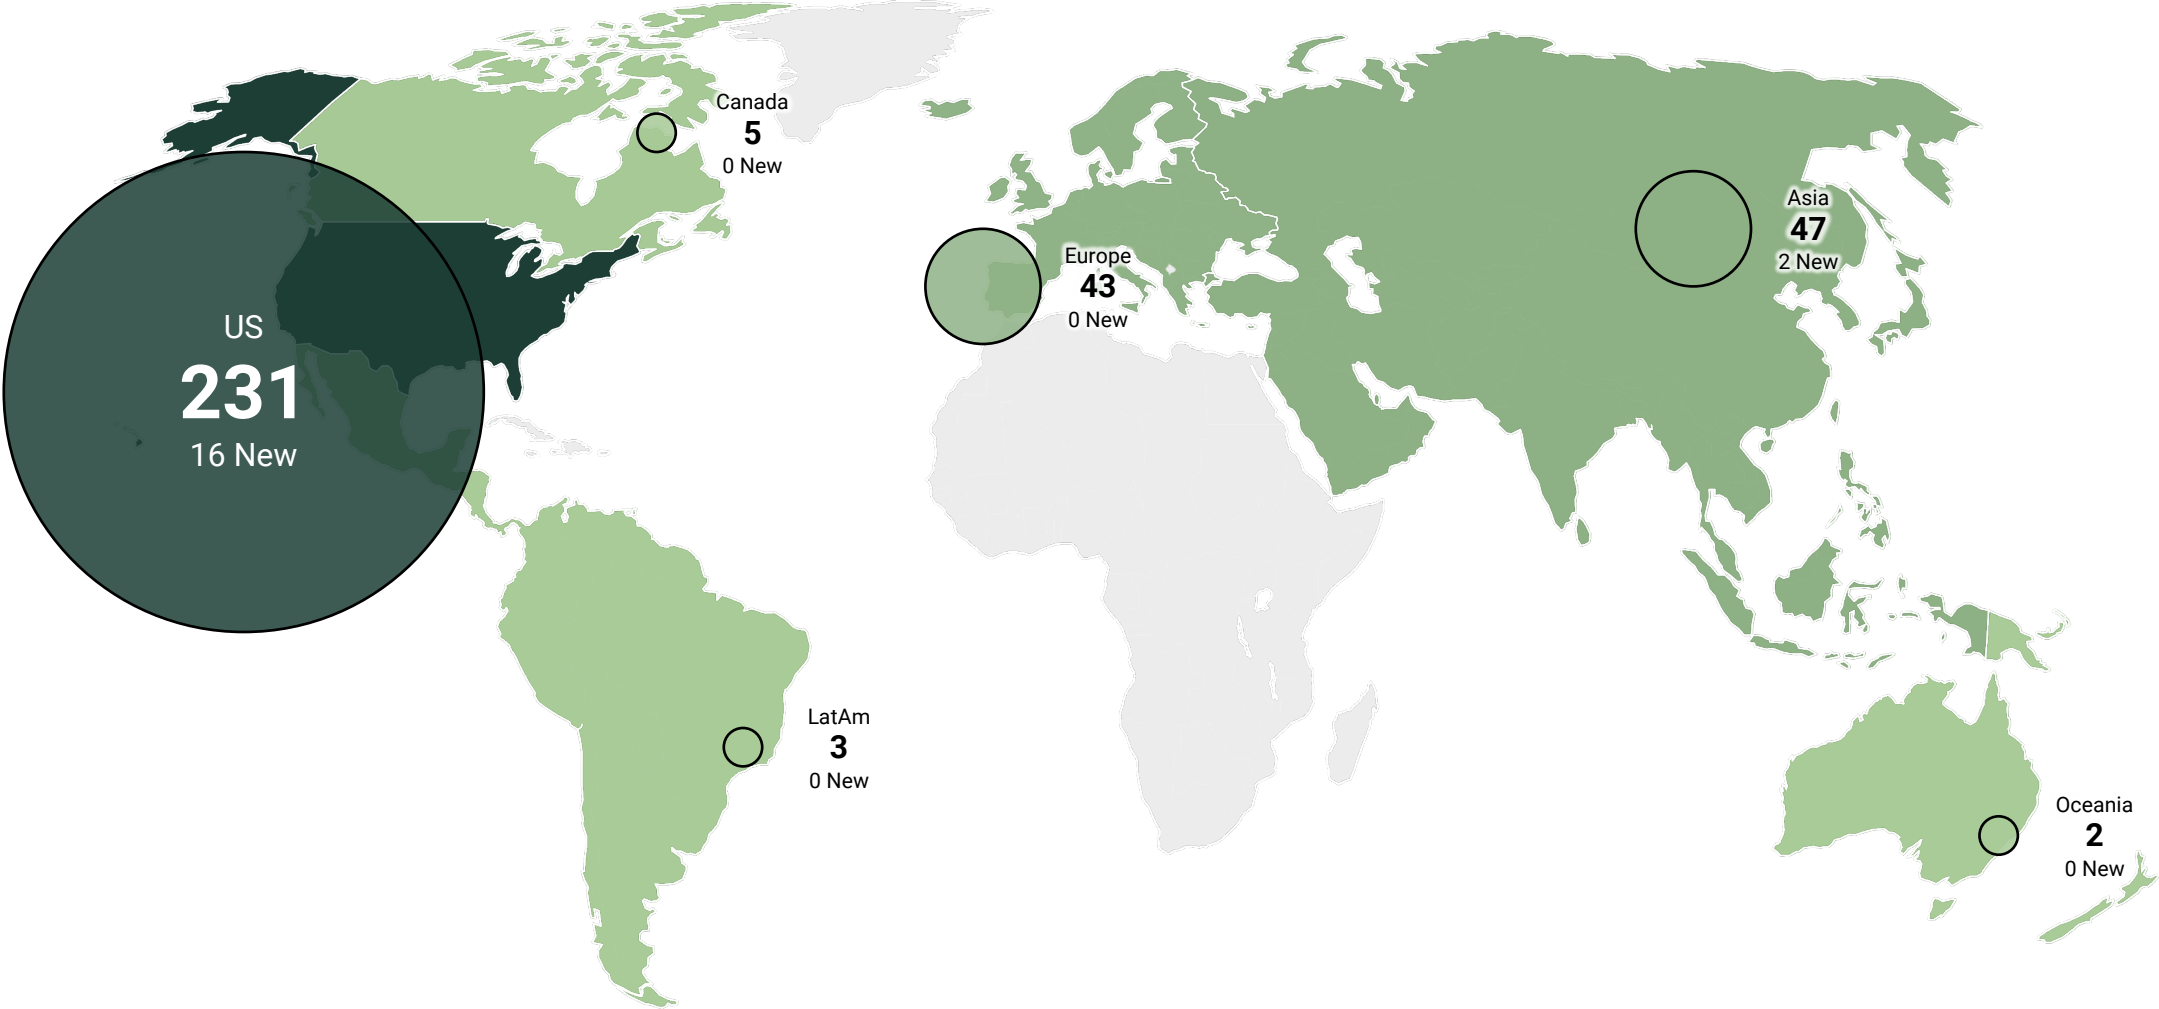 Canada
5
0 New
Asia
47
2 New
Europe
43
0 New
US
231
16 New
LatAm
3
0 New
Oceania
2
0 New